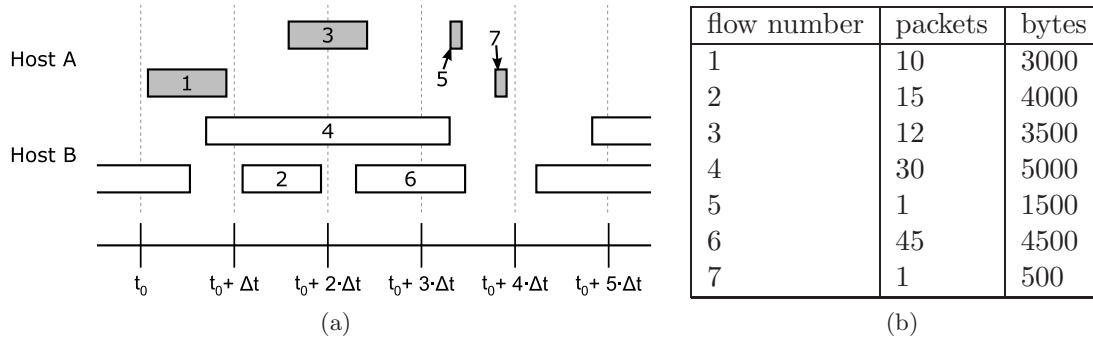 Host A
3
7
5
1
4
Host B
2
6
t₀
t₀+ Δt
t₀+ 2·Δt
t₀+ 3·Δt
t₀+ 4·Δt
t₀+ 5·Δt
(a)
flow number packets bytes
1 10 3000
2 15 4000
3 12 3500
4 30 5000
5 1 1500
6 45 4500
7 1 500
(b)